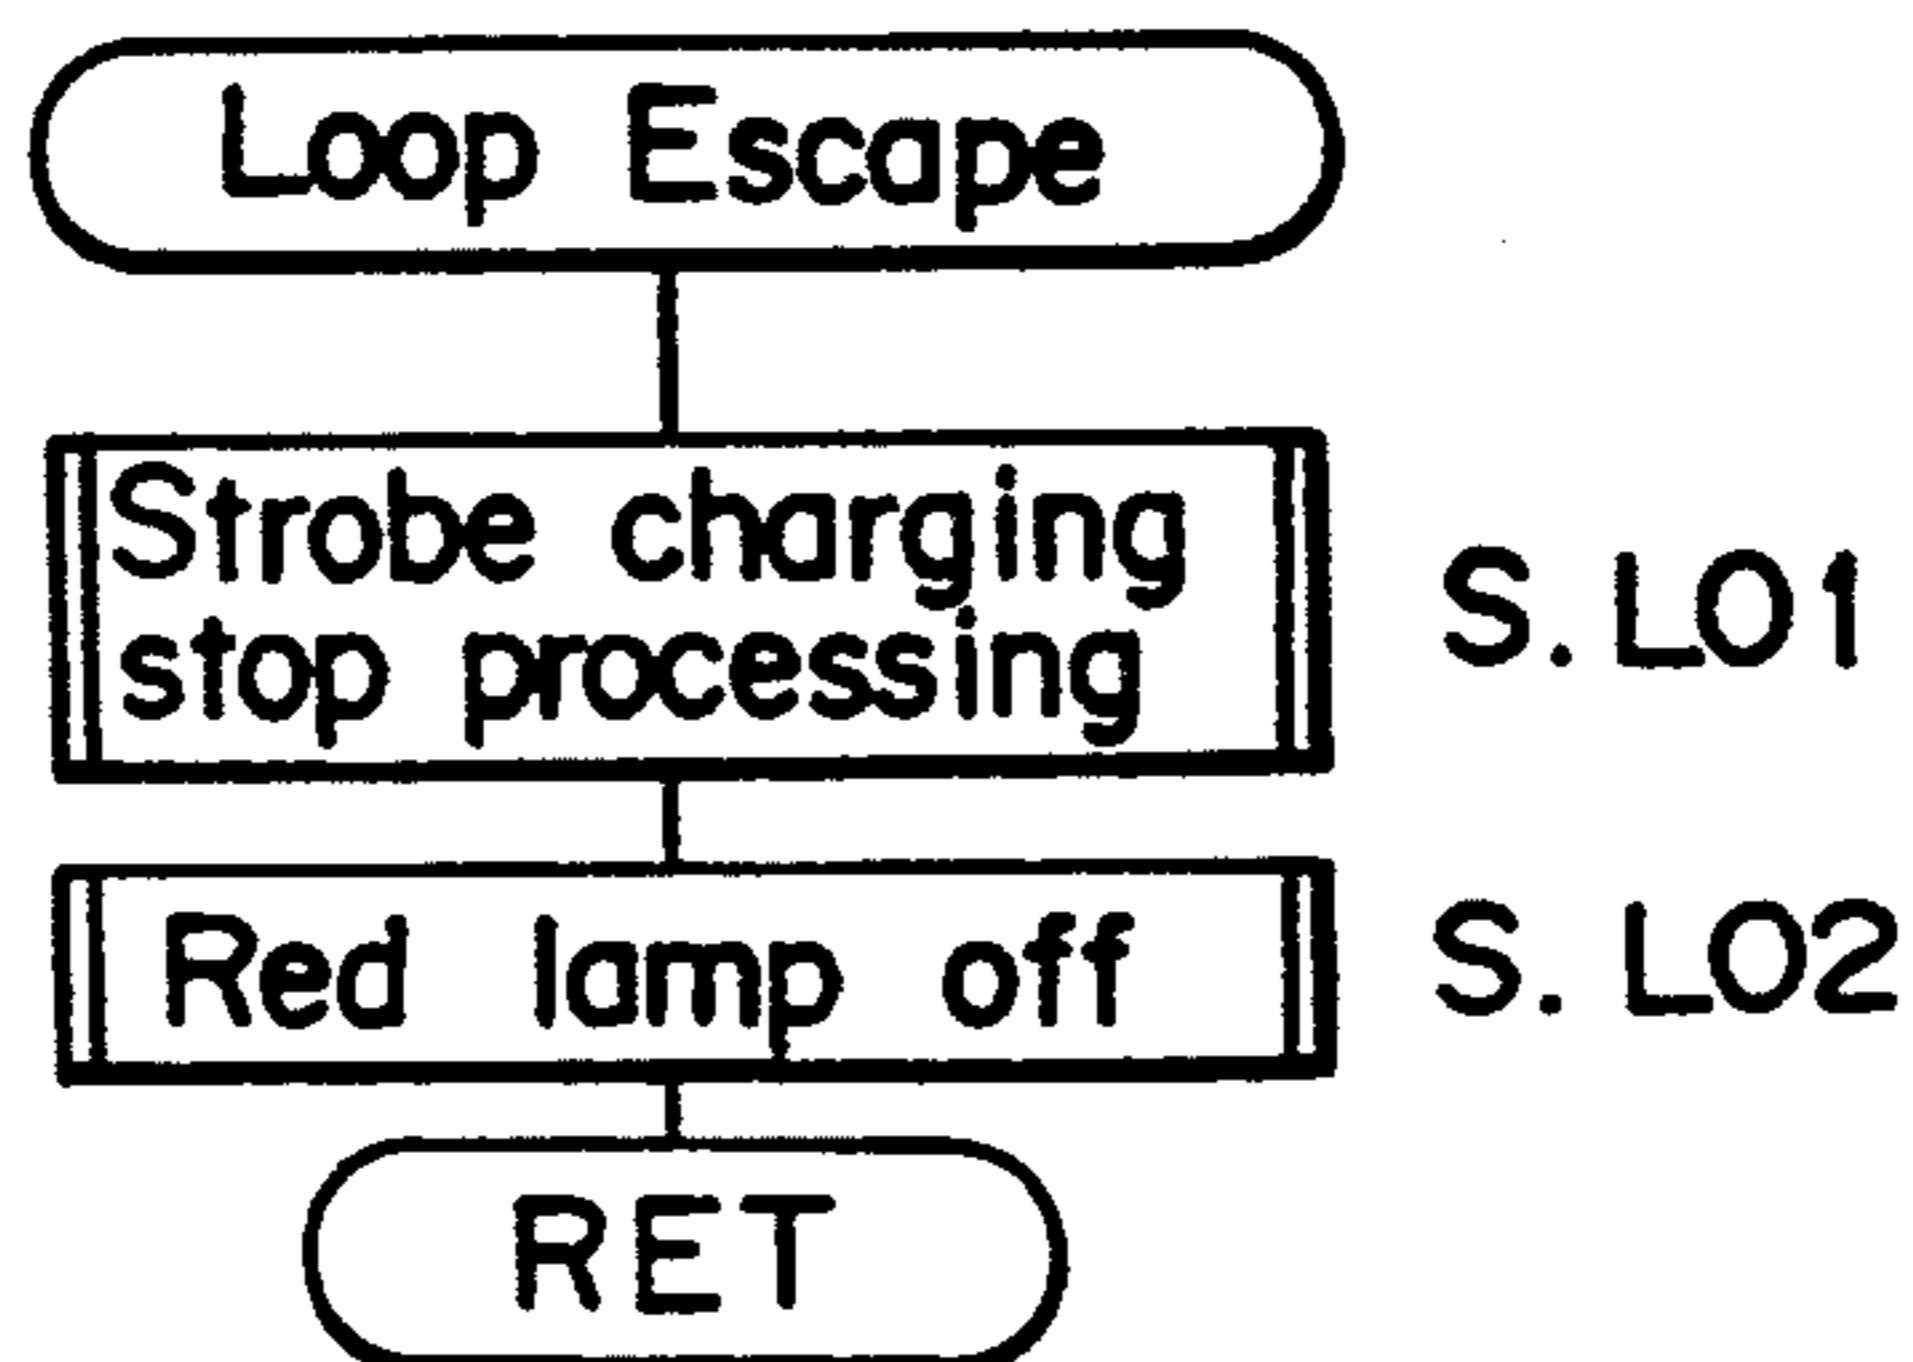 Loop Escape
Strobe charging
stop processing
S. LO1
Red lamp off
S. LO2
RET